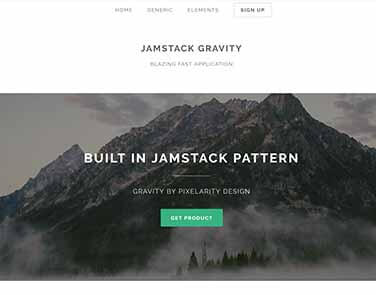 HOME GENERIC ELEMENTS SIGN UP
JAMSTACK GRAVITY
BLAZING FAST APPLICATION
BUILT IN JAMSTACK PATTERN
GRAVITY BY PIXELARITY DESIGN
GET PRODUCT